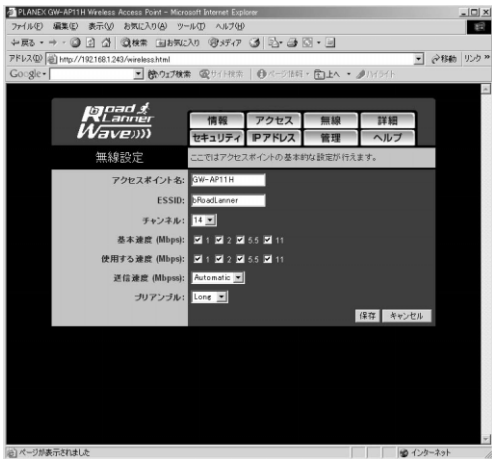 PLANEX GW-AP11H Wireless Access Point - Microsoft Internet Explorer
ファイル(F) 編集(E) 表示(V) お気に入り(A) ツール(T) ヘルプ(H)
戻る 検索 お気に入り メディア
アドレス(D) http://192.168.1.243/wireless.html 移動 リンク »
Google ウェブ検索 サイト検索 ページ情報 上へ ハイライト
Road Lanner
Wave)))
情報 アクセス 無線 詳細
セキュリティ IPアドレス 管理 ヘルプ
無線設定 ここではアクセスポイントの基本的な設定が行えます。
アクセスポイント名: GW-AP11H
ESSID: bRoadLanner
チャンネル: 14
基本速度 (Mbps): 1 2 5.5 11
使用する速度 (Mbps): 1 2 5.5 11
送信速度 (Mbpss): Automatic
プリアンブル: Long
保存 キャンセル
ページが表示されました インターネット